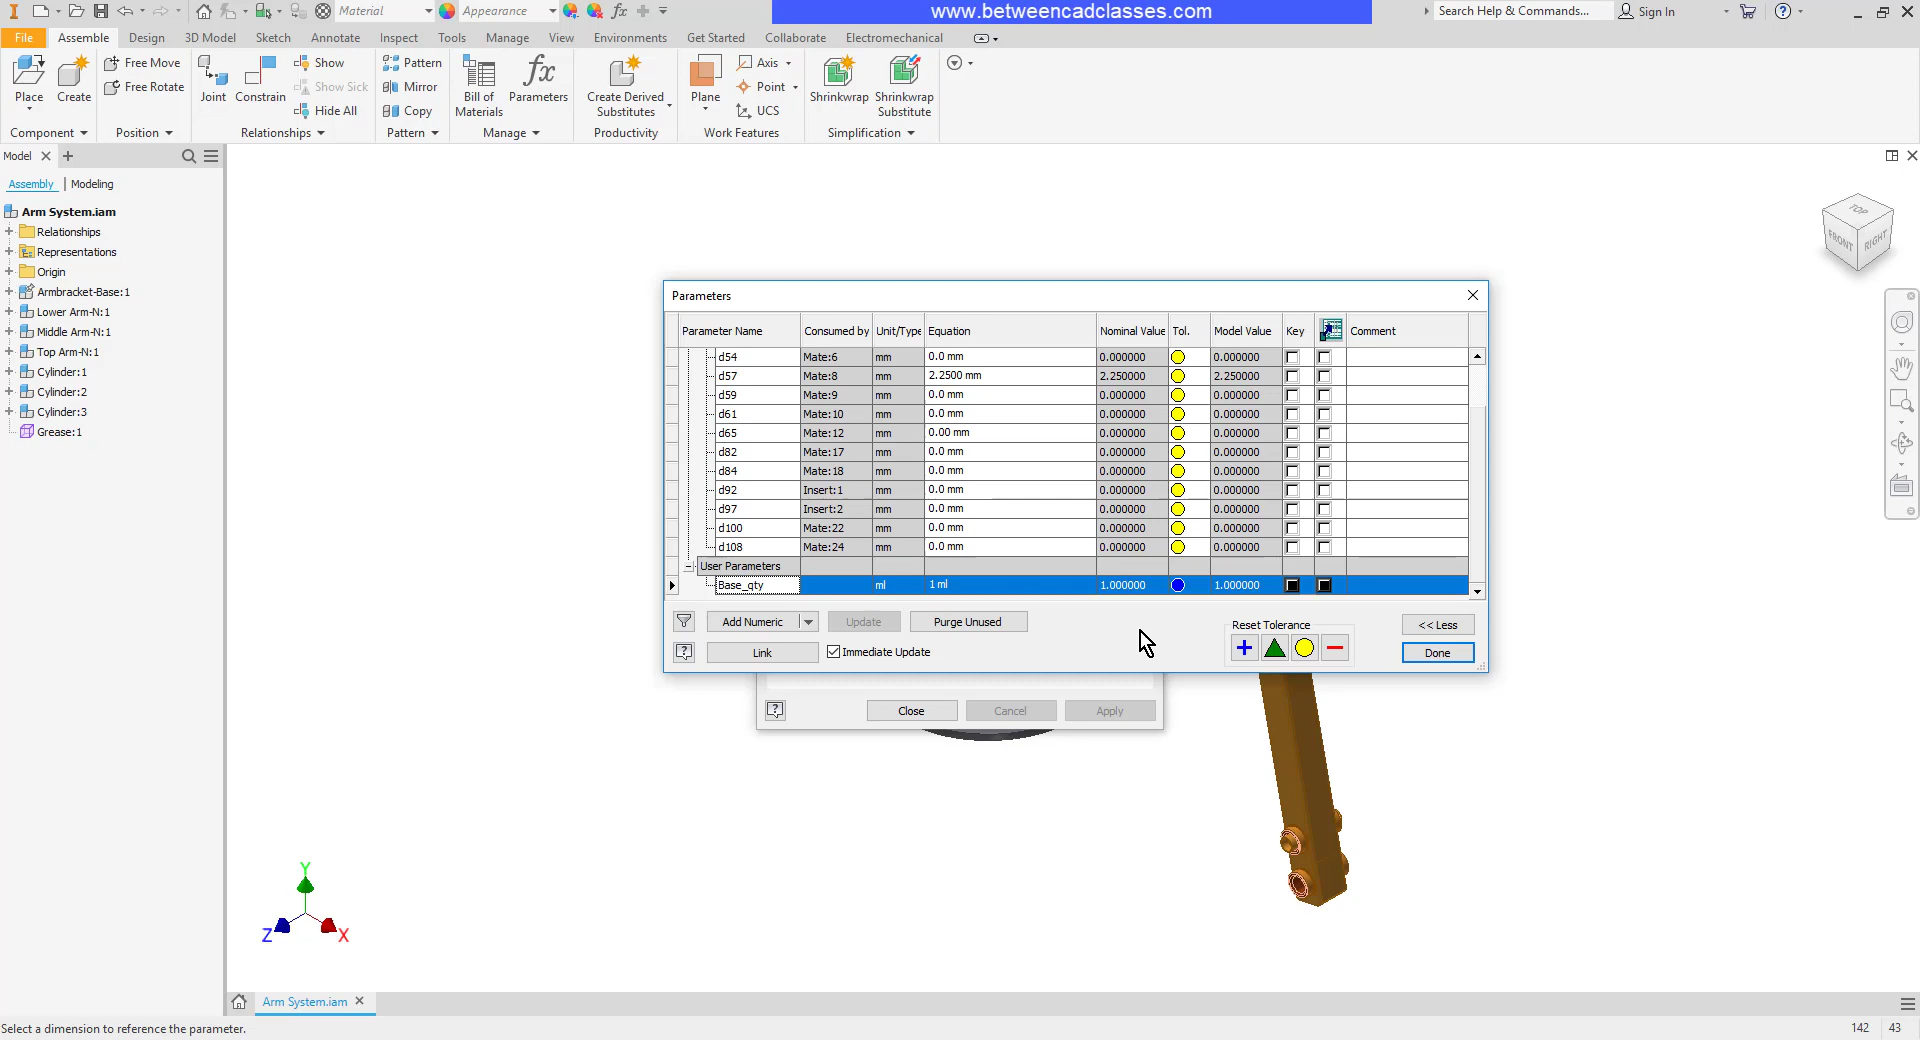 Material
Appearance
fx
www.betweencadclasses.com
Search Help & Commands...
Sign In
File
Assemble
Design
3D Model
Sketch
Annotate
Inspect
Tools
Manage
View
Environments
Get Started
Collaborate
Electromechanical
Place
Create
Free Move
Free Rotate
Joint
Constrain
Show
Show Sick
Hide All
Pattern
Mirror
Copy
Bill of
Materials
fx
Parameters
Create Derived
Substitutes
Plane
Axis
Point
UCS
Shrinkwrap
Shrinkwrap
Substitute
Component
Position
Relationships
Pattern
Manage
Productivity
Work Features
Simplification
Model
Assembly | Modeling
Arm System.iam
Relationships
Representations
Origin
Armbracket-Base:1
Lower Arm-N:1
Middle Arm-N:1
Top Arm-N:1
Cylinder:1
Cylinder:2
Cylinder:3
Grease:1
TOP
FRONT
RIGHT
Parameters
Parameter Name Consumed by Unit/Type Equation Nominal Value Tol. Model Value Key Comment
d54 Mate:6 mm 0.0 mm 0.000000 0.000000
d57 Mate:8 mm 2.2500 mm 2.250000 2.250000
d59 Mate:9 mm 0.0 mm 0.000000 0.000000
d61 Mate:10 mm 0.0 mm 0.000000 0.000000
d65 Mate:12 mm 0.00 mm 0.000000 0.000000
d82 Mate:17 mm 0.0 mm 0.000000 0.000000
d84 Mate:18 mm 0.0 mm 0.000000 0.000000
d92 Insert:1 mm 0.0 mm 0.000000 0.000000
d97 Insert:2 mm 0.0 mm 0.000000 0.000000
d100 Mate:22 mm 0.0 mm 0.000000 0.000000
d108 Mate:24 mm 0.0 mm 0.000000 0.000000
User Parameters
Base_qty ml 1 ml 1.000000 1.000000
Add Numeric
Update
Purge Unused
Reset Tolerance
<< Less
Link
Immediate Update
Done
Close
Cancel
Apply
Y
Z
X
Arm System.iam
Select a dimension to reference the parameter.
142 43